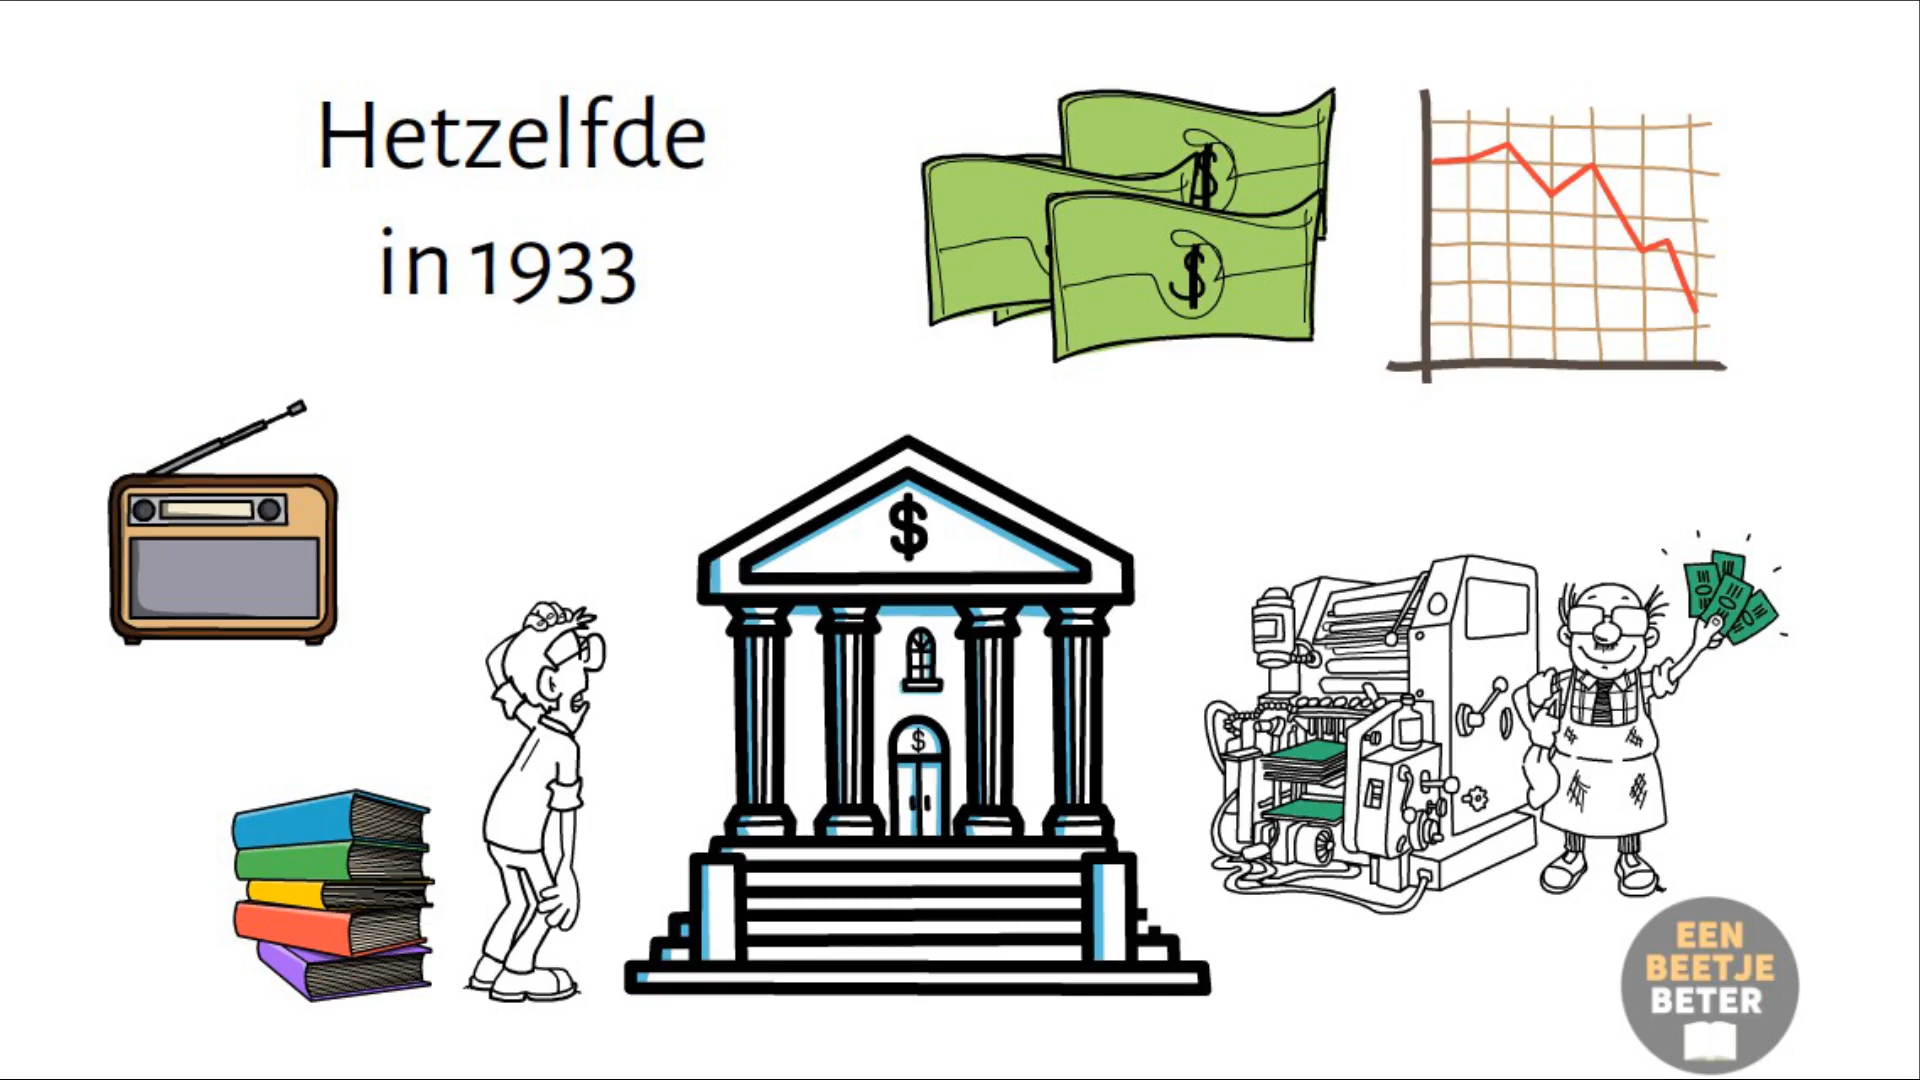 Hetzelfde
in 1933
$
$
$
$
EEN
BEETJE
BETER